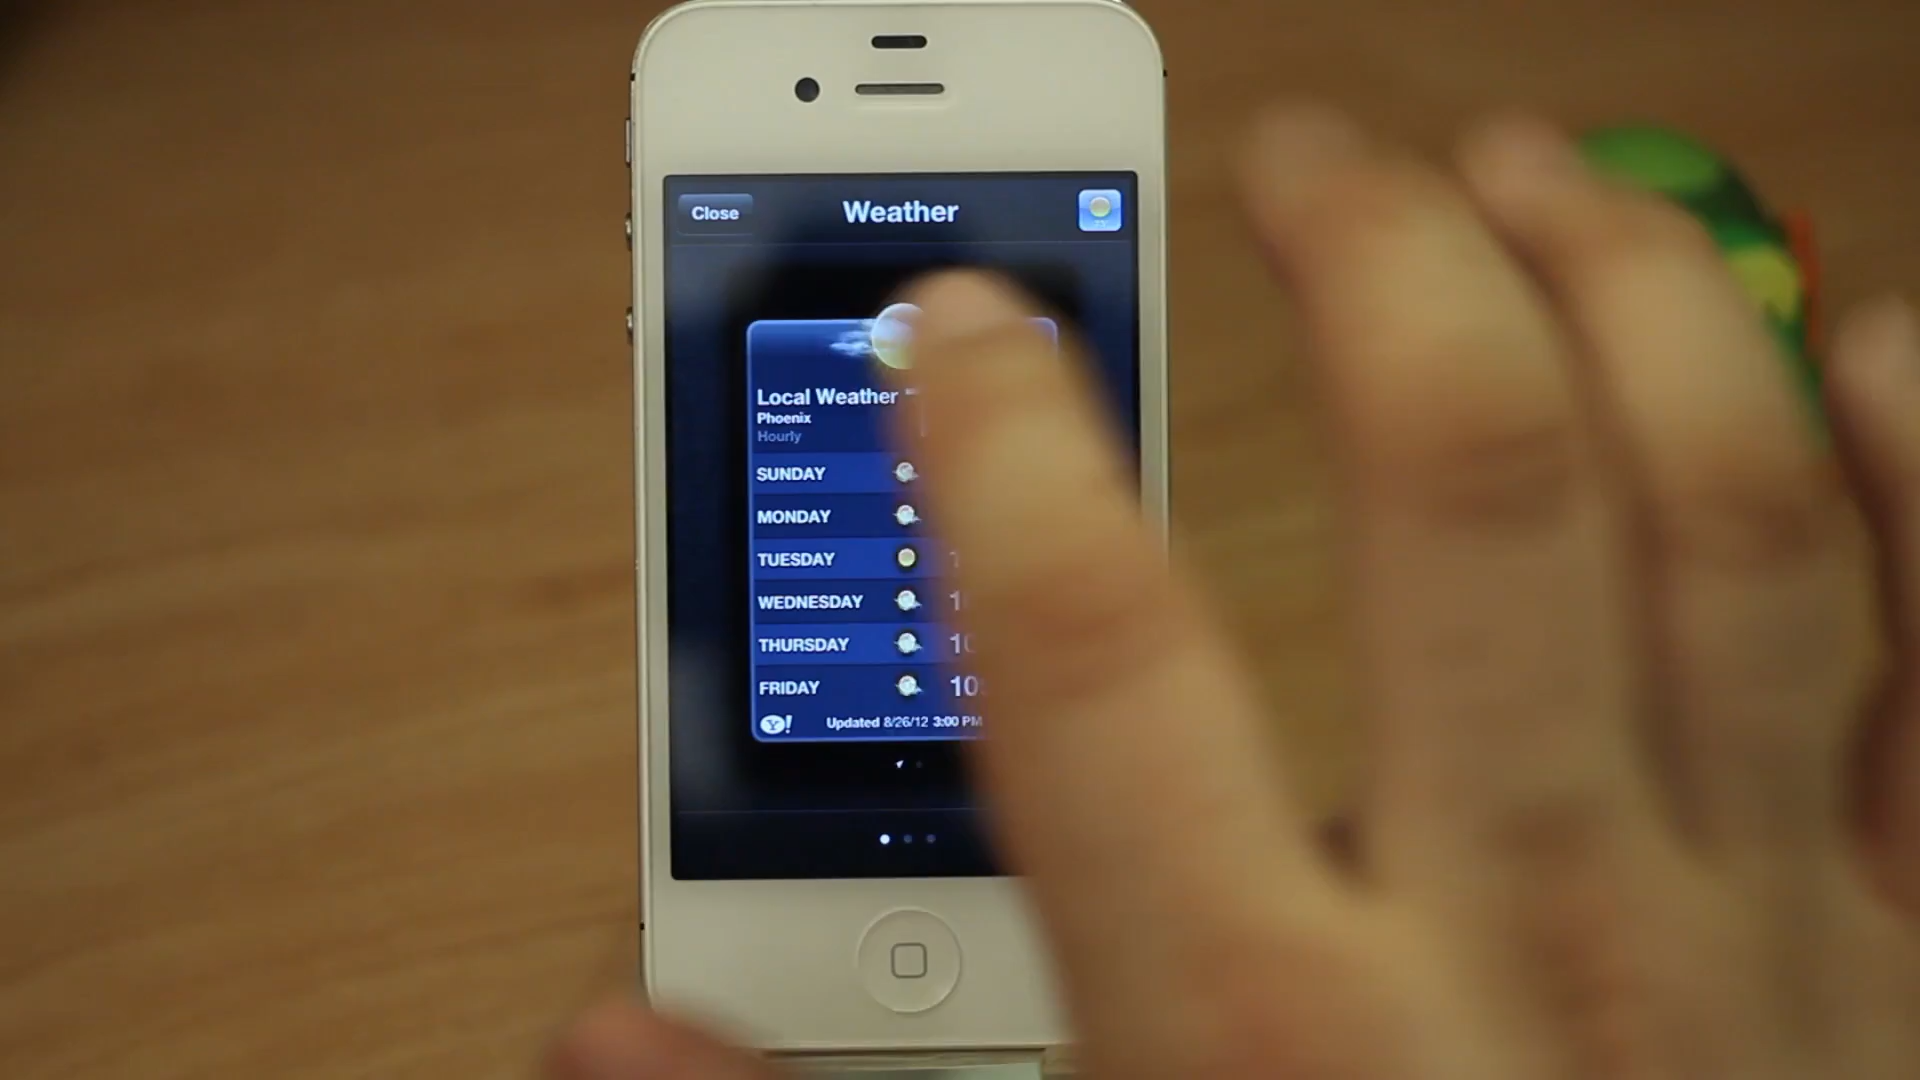 Close
Weather
Local Weather
Phoenix
Hourly
SUNDAY
MONDAY
TUESDAY
WEDNESDAY
THURSDAY
FRIDAY
Y! Updated 8/26/12 3:00 PM